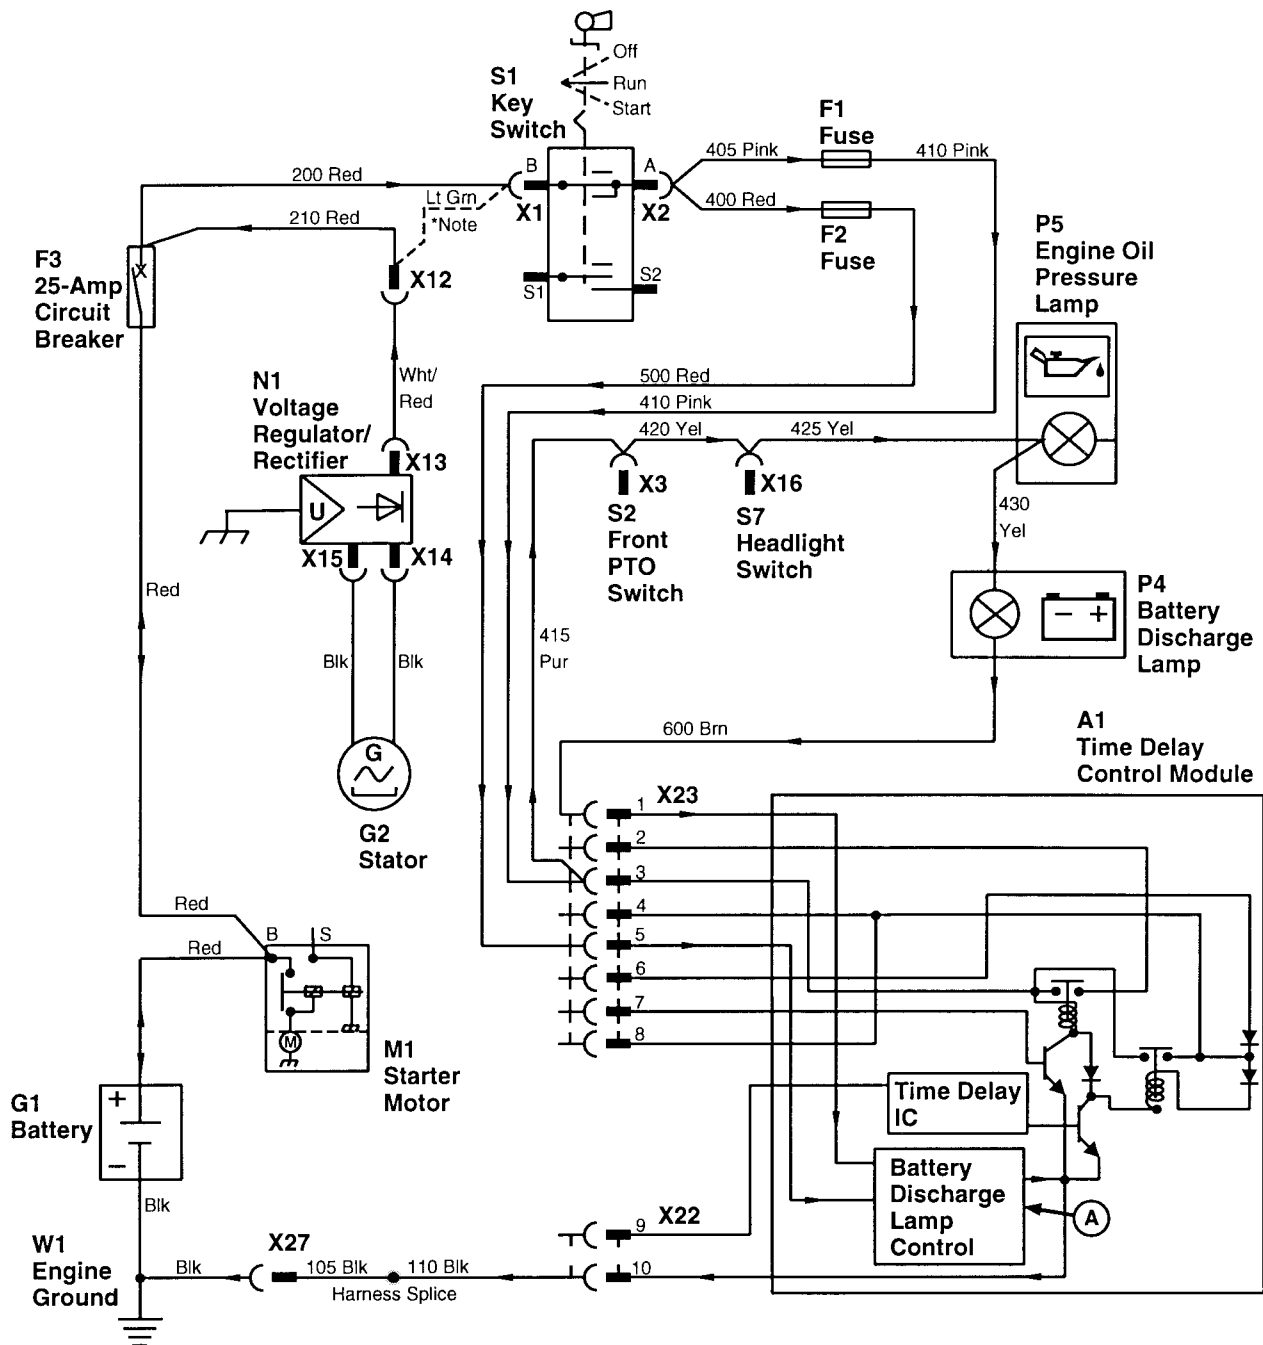 Off
Run
Start
S1
Key
Switch
F1
Fuse
405 Pink
410 Pink
B
A
200 Red
Lt Grn
*Note
X1
X2
400 Red
210 Red
F2
Fuse
P5
Engine Oil
Pressure
Lamp
F3
25-Amp
Circuit
Breaker
X12
S1
S2
Wht/
Red
500 Red
410 Pink
N1
Voltage
Regulator/
Rectifier
420 Yel
425 Yel
X13
X3
X16
U
S2
Front
PTO
Switch
S7
Headlight
Switch
430
Yel
X15
X14
Red
P4
Battery
Discharge
Lamp
− +
415
Pur
Blk
Blk
600 Brn
A1
Time Delay
Control Module
G
G2
Stator
X23
1
2
3
4
5
6
7
8
Red
Red
B
S
M
M1
Starter
Motor
G1
Battery
+
−
Time Delay
IC
Battery
Discharge
Lamp
Control
A
Blk
X22
9
10
W1
Engine
Ground
X27
Blk
105 Blk
110 Blk
Harness Splice